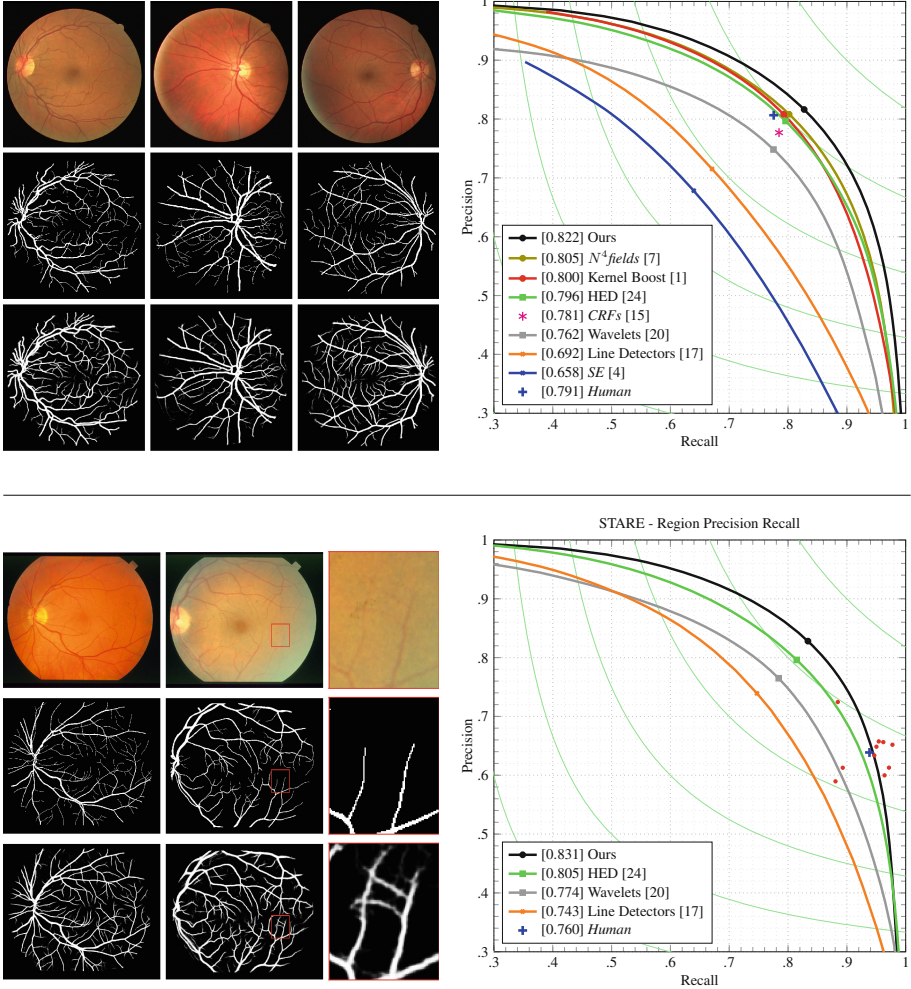 1
.9
.8
.7
.6
.5
.4
.3
Precision
[0.822] Ours
[0.805] N⁴fields [7]
[0.800] Kernel Boost [1]
[0.796] HED [24]
[0.781] CRFs [15]
[0.762] Wavelets [20]
[0.692] Line Detectors [17]
[0.658] SE [4]
[0.791] Human
.3 .4 .5 .6 .7 .8 .9 1
Recall
STARE - Region Precision Recall
1
.9
.8
.7
.6
.5
.4
.3
Precision
[0.831] Ours
[0.805] HED [24]
[0.774] Wavelets [20]
[0.743] Line Detectors [17]
[0.760] Human
.3 .4 .5 .6 .7 .8 .9 1
Recall